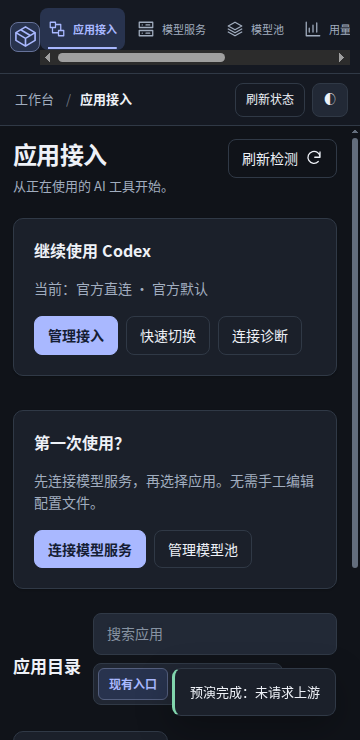 应用接入 模型服务 模型池 用量
工作台 / 应用接入 刷新状态
应用接入
刷新检测
从正在使用的 AI 工具开始。
继续使用 Codex
当前：官方直连 · 官方默认
管理接入 快速切换 连接诊断
第一次使用？
先连接模型服务，再选择应用。无需手工编辑
配置文件。
连接模型服务 管理模型池
搜索应用
应用目录
现有入口
预演完成：未请求上游